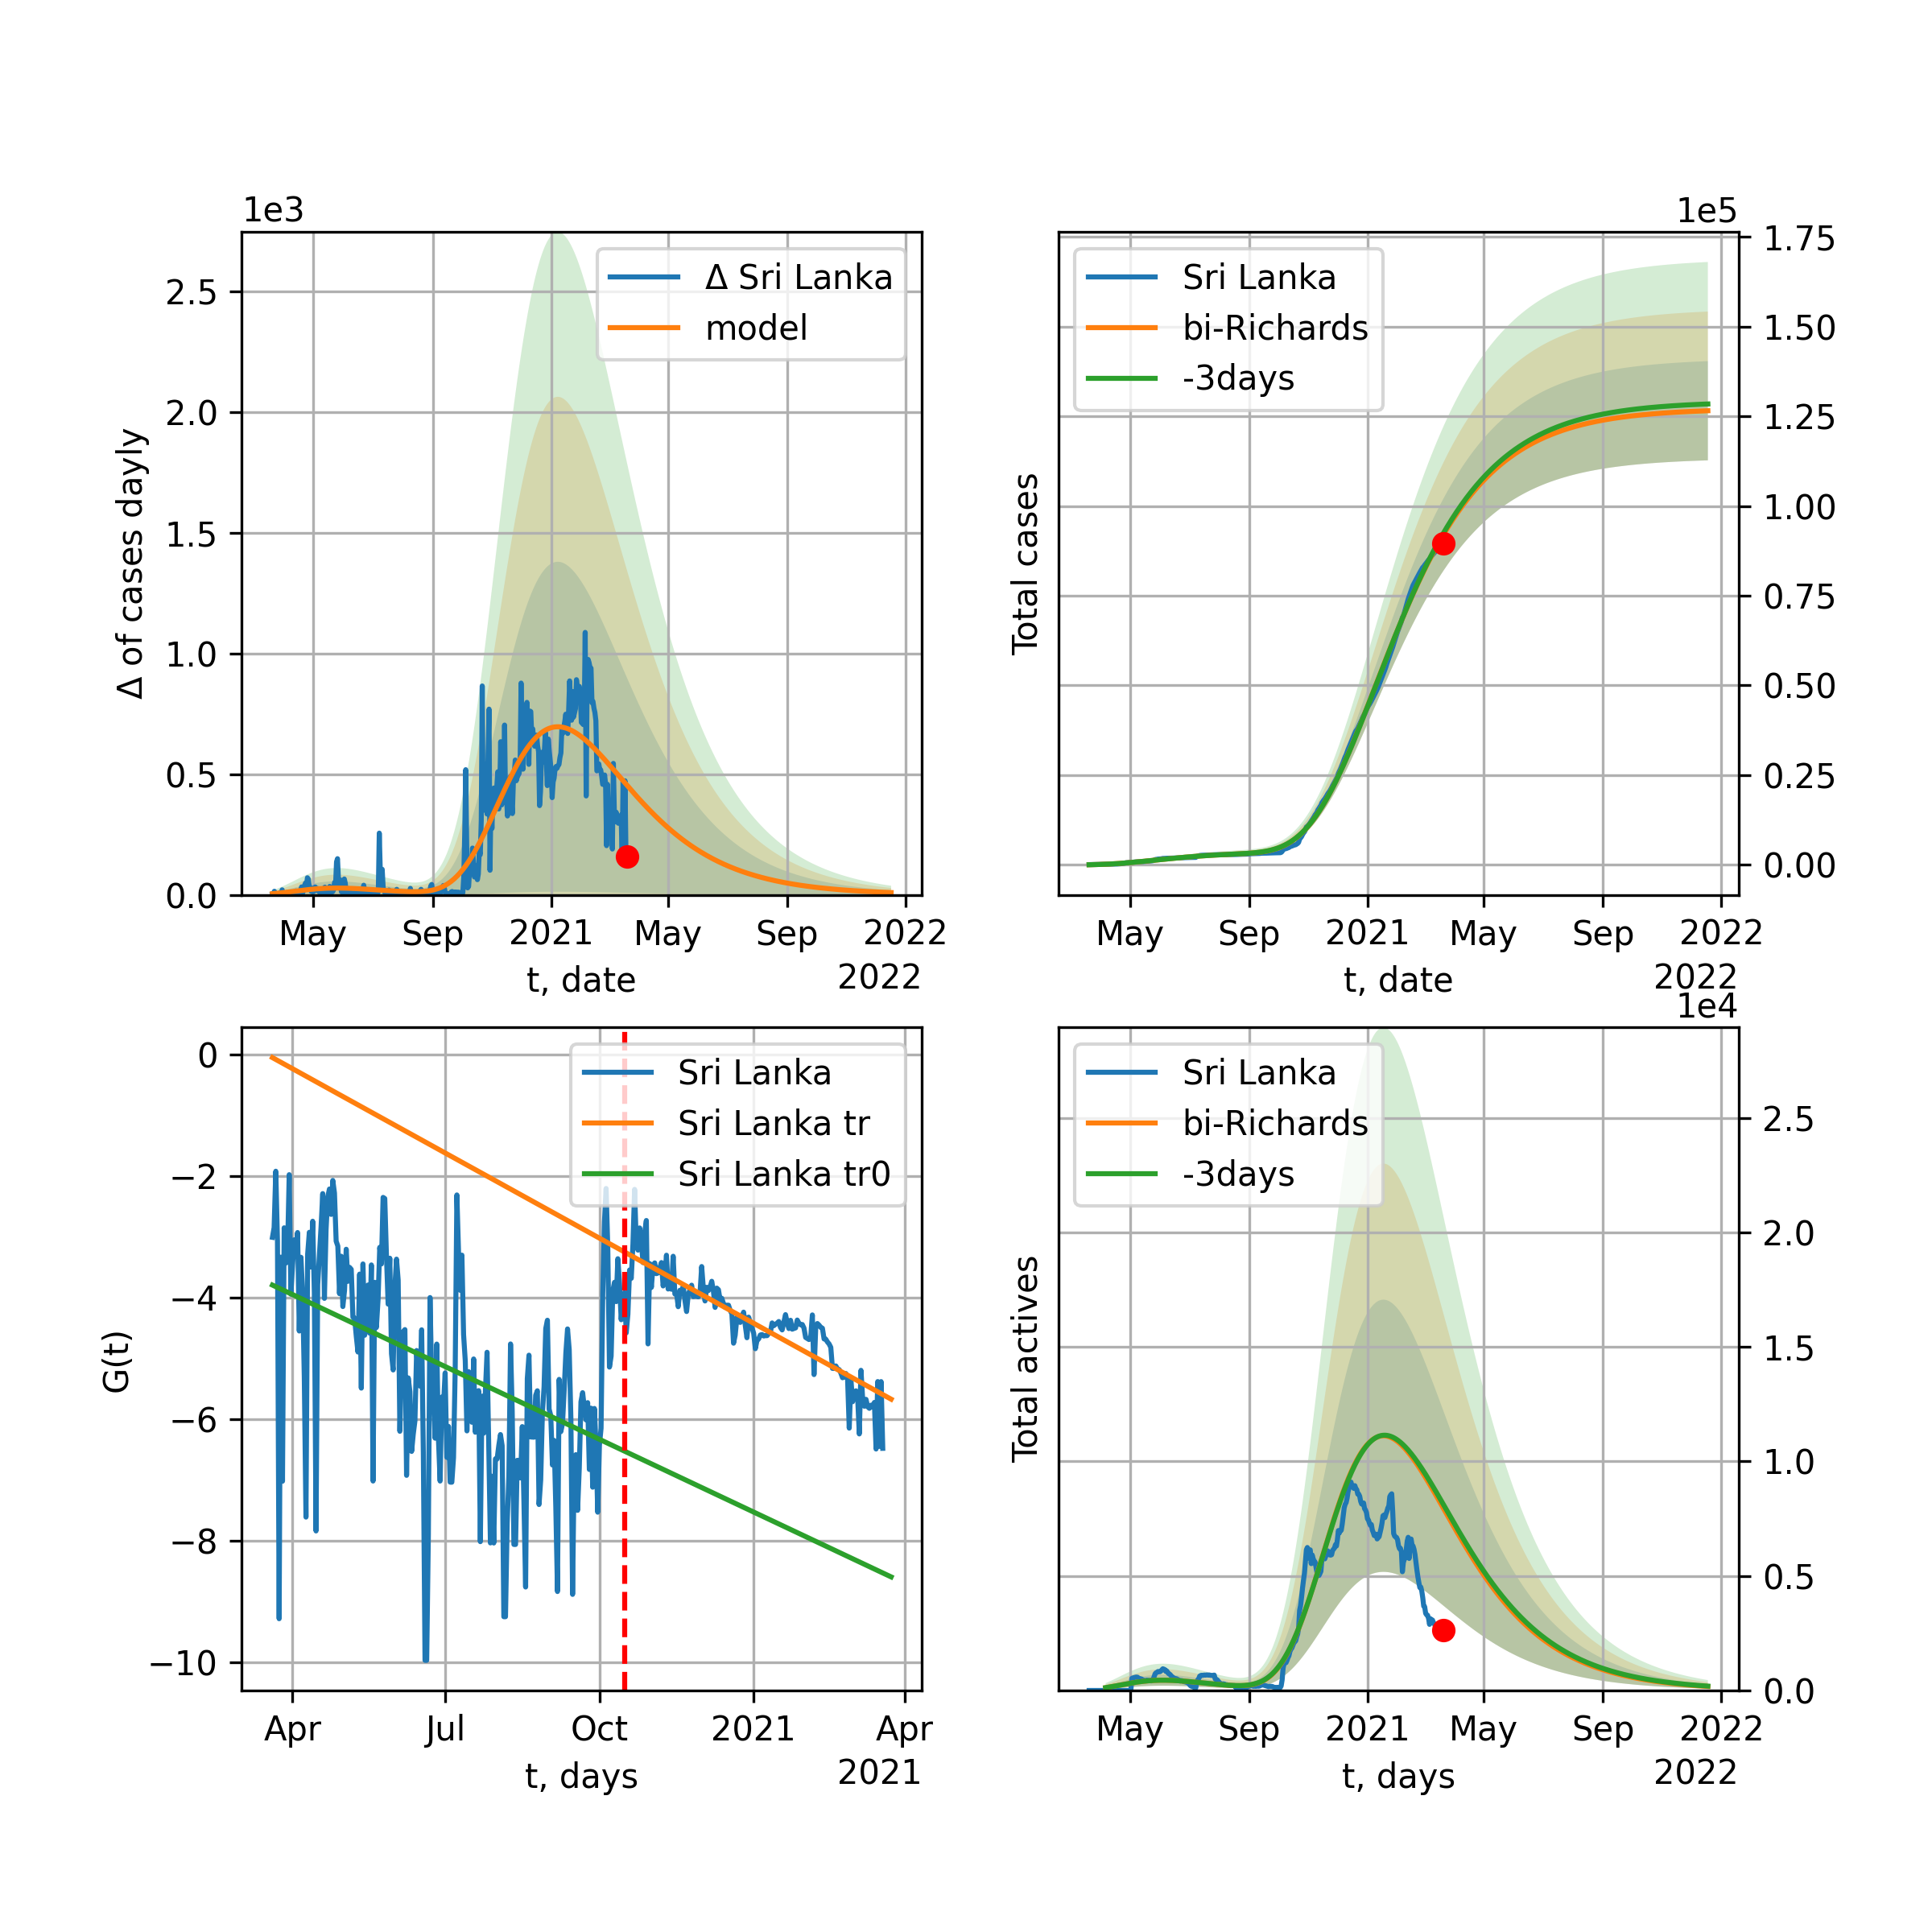 1e3
Δ of cases dayly
2.5
2.0
1.5
1.0
0.5
0.0
Δ Sri Lanka
model
May Sep 2021 May Sep 2022
t, date
2022
1e5
Total cases
Sri Lanka
bi-Richards
-3days
1.75
1.50
1.25
1.00
0.75
0.50
0.25
0.00
May Sep 2021 May Sep 2022
t, date
2022
G(t)
0
−2
−4
−6
−8
−10
Sri Lanka
Sri Lanka tr
Sri Lanka tr0
Apr Jul Oct 2021 Apr
t, days
2021
1e4
Total actives
Sri Lanka
bi-Richards
-3days
2.5
2.0
1.5
1.0
0.5
0.0
May Sep 2021 May Sep 2022
t, days
2022